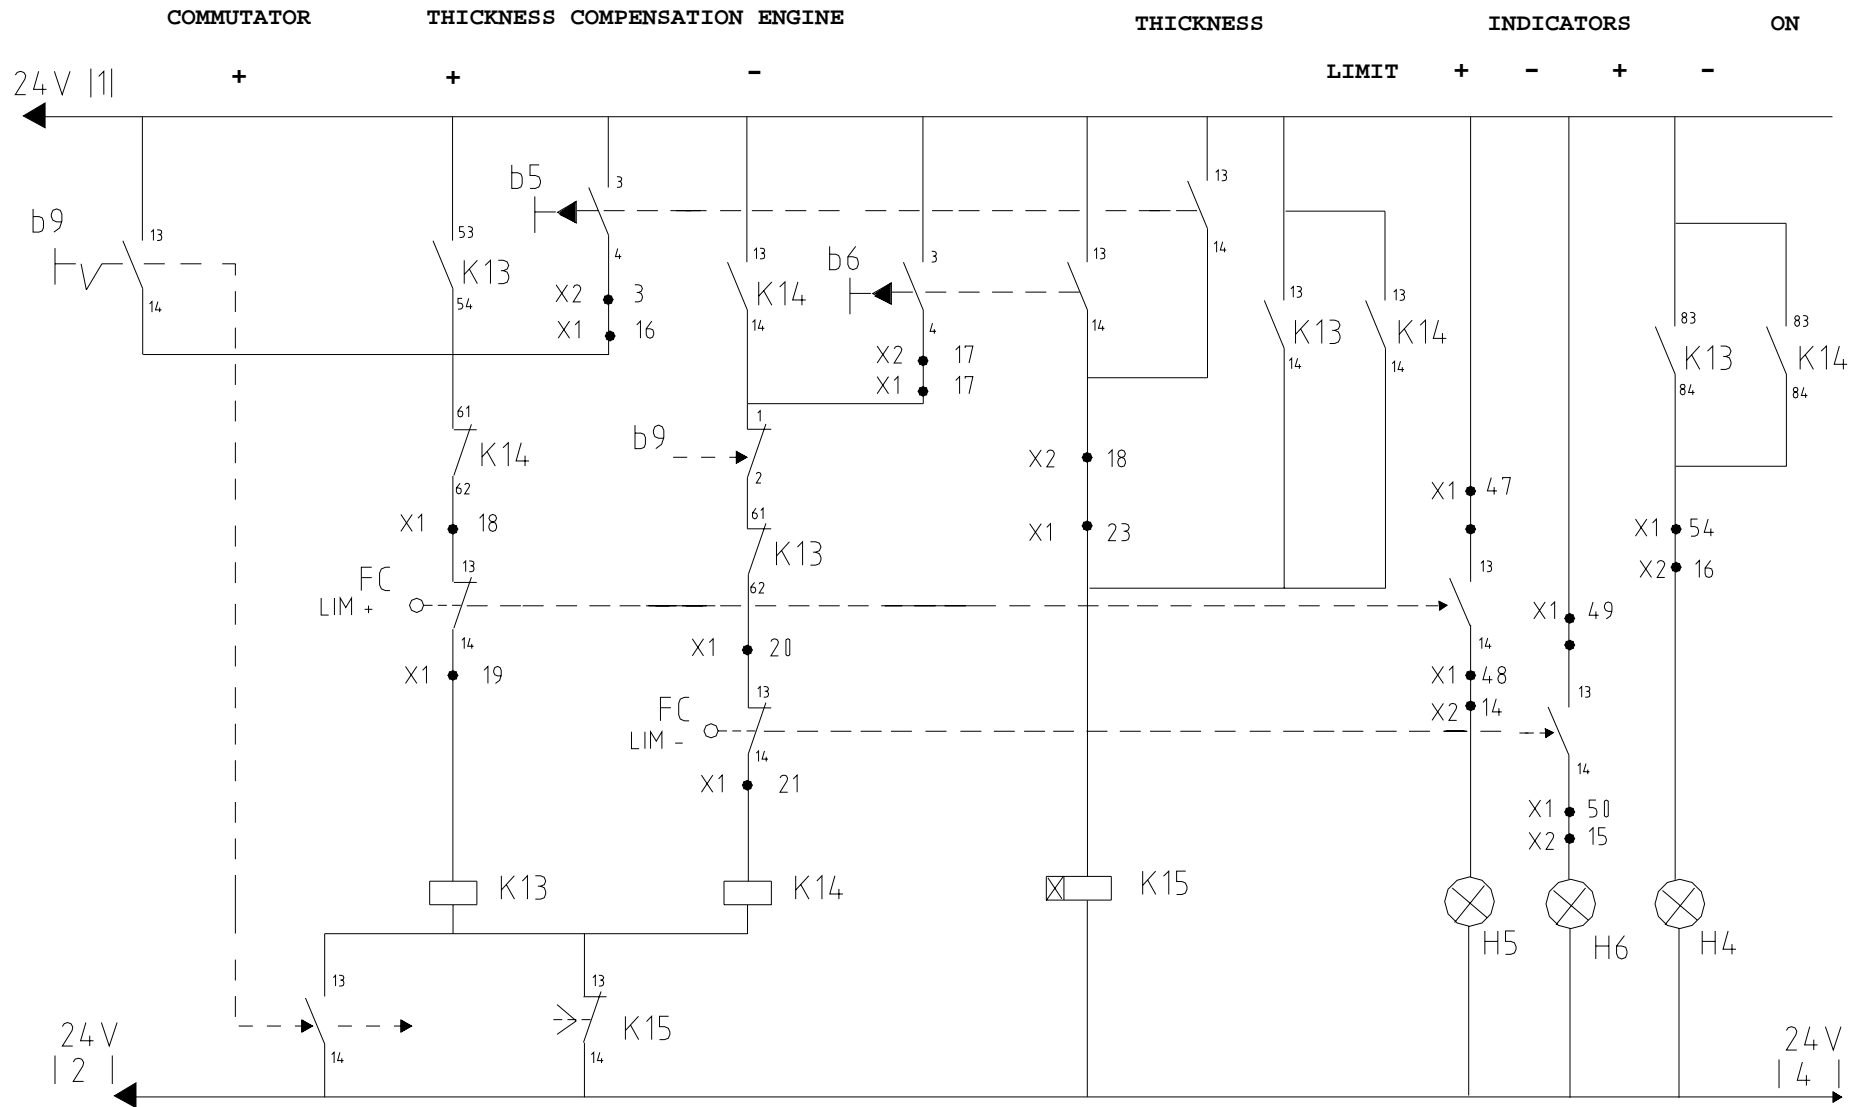 COMMUTATOR THICKNESS COMPENSATION ENGINE THICKNESS INDICATORS ON
+ + - LIMIT + - + -
24V |1|
b9
13
14
53
K13
54
b5
3
4
X2 3
X1 16
13
K14
14
b6
3
4
X2 17
X1 17
13
14
13
14
13
K13
14
13
K14
14
83
K13
84
83
K14
84
61
K14
62
X1 18
FC
LIM +
13
14
X1 19
b9
1
2
61
K13
62
X1 20
FC
LIM -
13
14
X1 21
X2 18
X1 23
X1 47
13
14
X1 48
X2 14
X1 49
13
14
X1 50
X2 15
X1 54
X2 16
K13
K14
K15
H5
H6
H4
13
14
13
K15
14
24V
| 2 |
24V
| 4 |